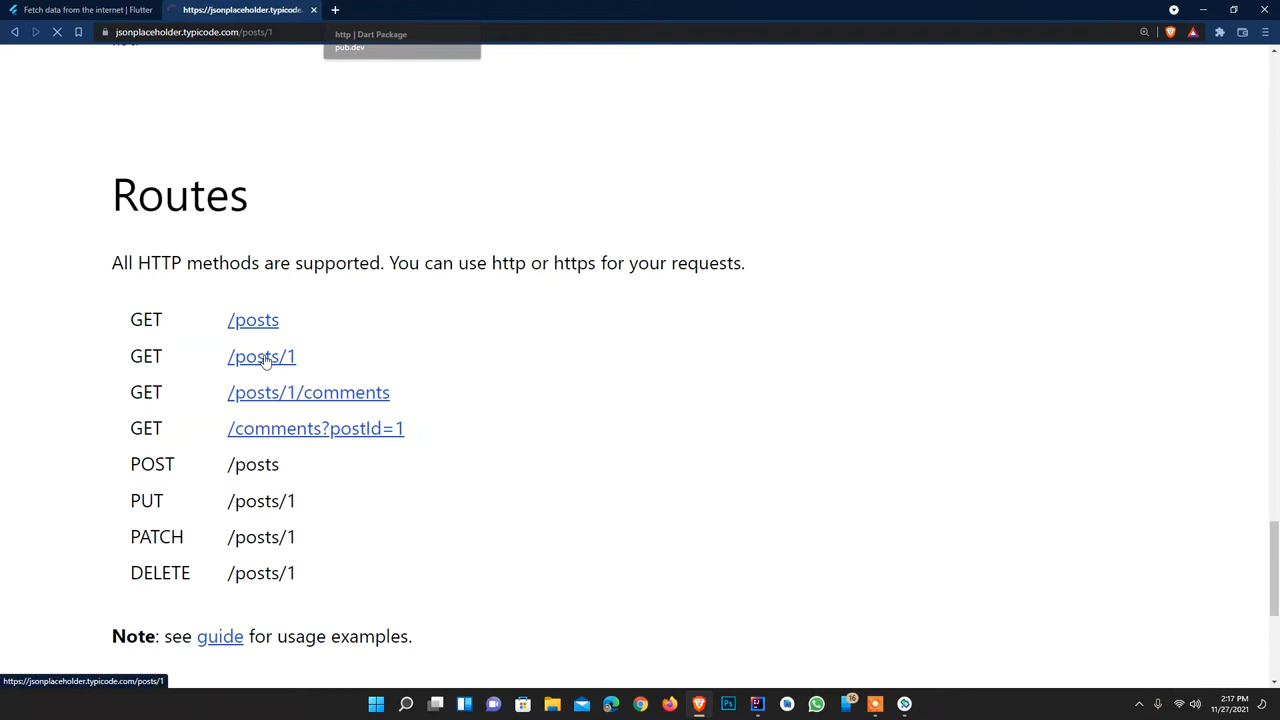 Fetch data from the internet | Flutter
https://jsonplaceholder.typicode.
jsonplaceholder.typicode.com/posts/1
http | Dart Package
pub.dev
Routes
All HTTP methods are supported. You can use http or https for your requests.
GET /posts
GET /posts/1
GET /posts/1/comments
GET /comments?postId=1
POST /posts
PUT /posts/1
PATCH /posts/1
DELETE /posts/1
Note: see guide for usage examples.
https://jsonplaceholder.typicode.com/posts/1
16
2:17 PM
11/27/2021